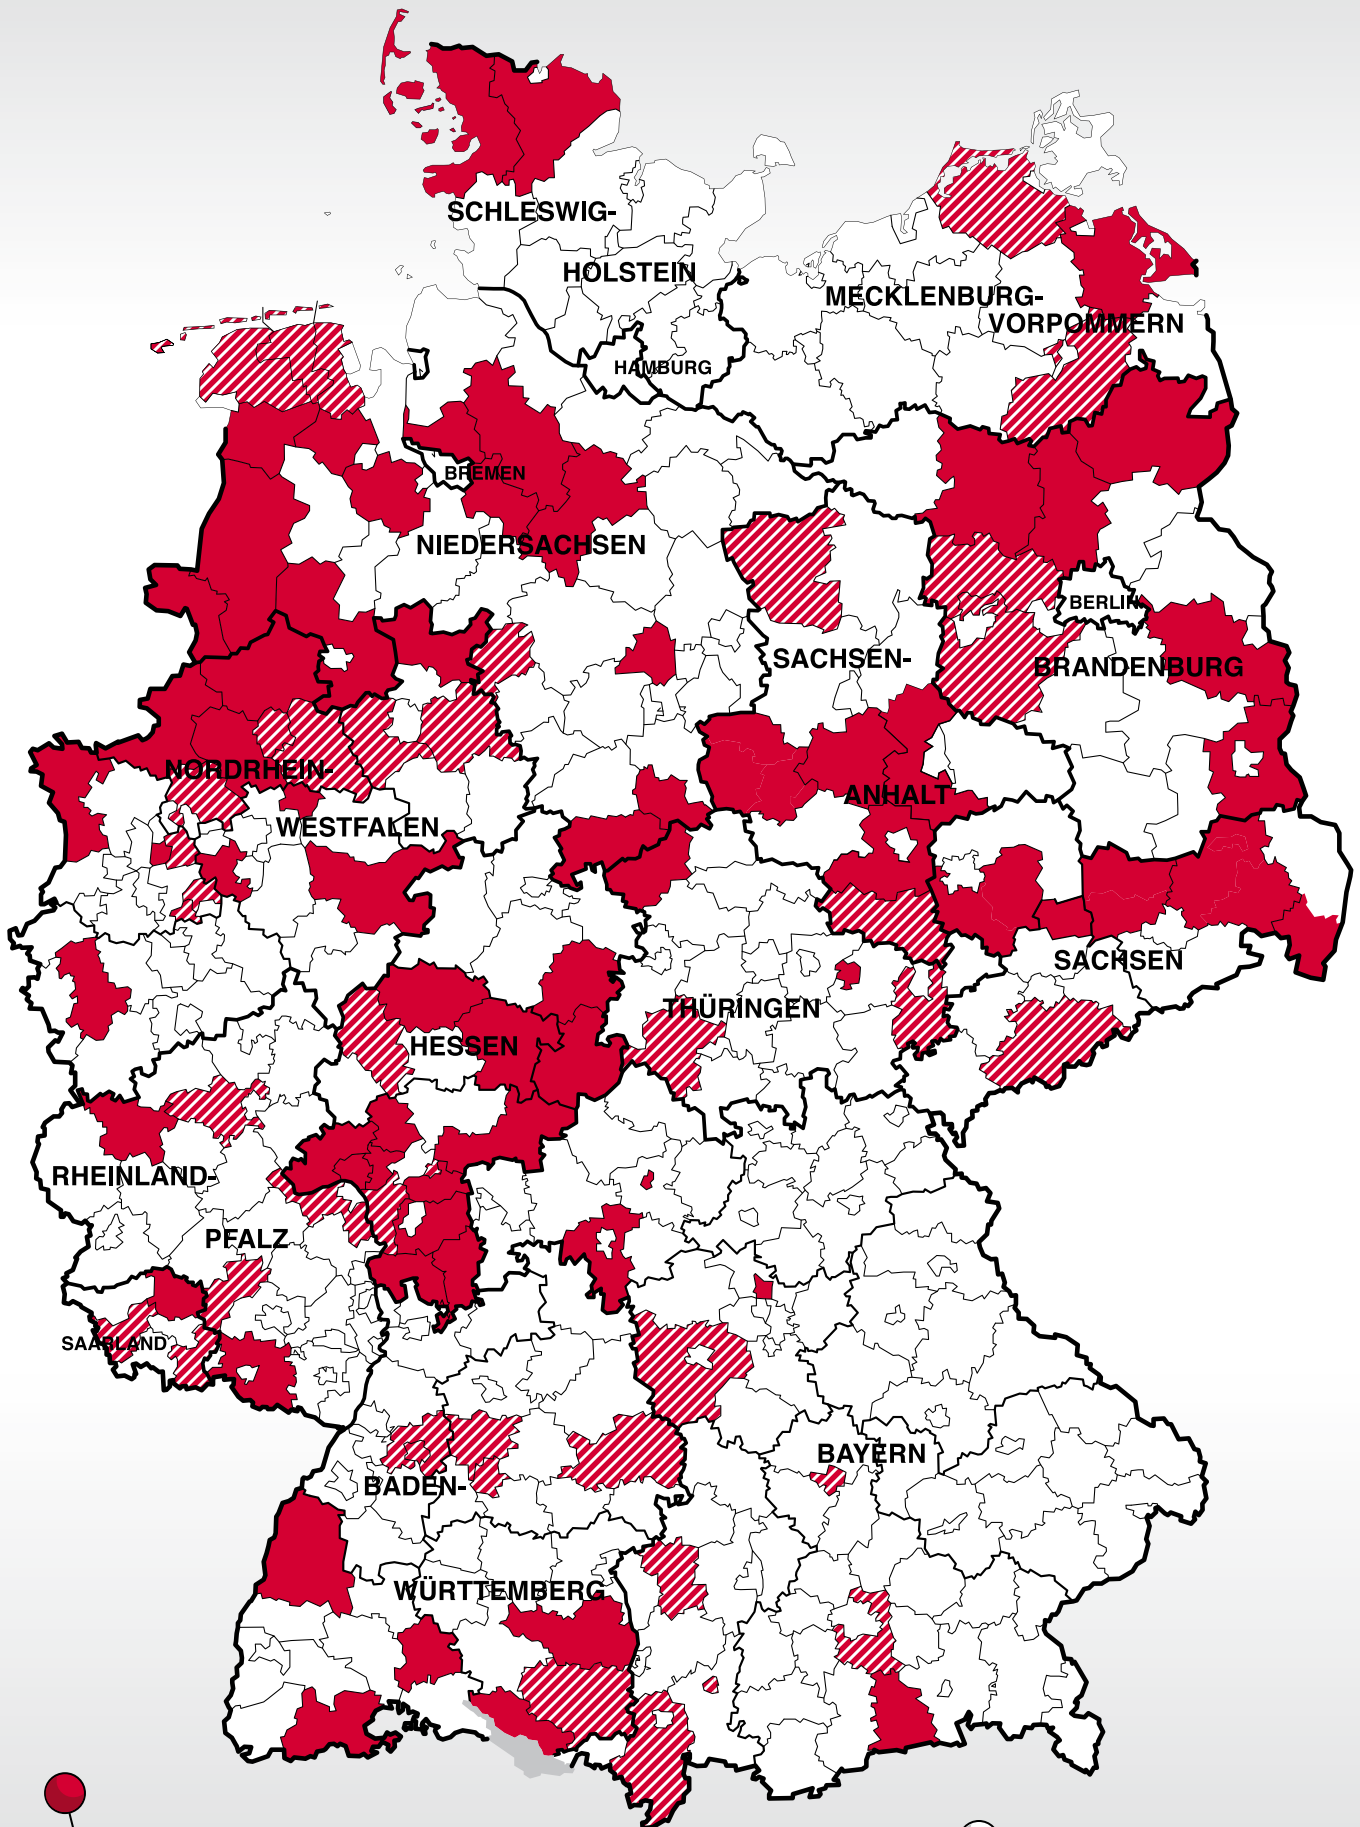 SCHLESWIG-
HOLSTEIN
MECKLENBURG-
VORPOMMERN
HAMBURG
BREMEN
NIEDERSACHSEN
BERLIN
SACHSEN-
BRANDENBURG
NORDRHEIN-
ANHALT
WESTFALEN
SACHSEN
THÜRINGEN
HESSEN
RHEINLAND-
PFALZ
SAARLAND
BAYERN
BADEN-
WÜRTTEMBERG